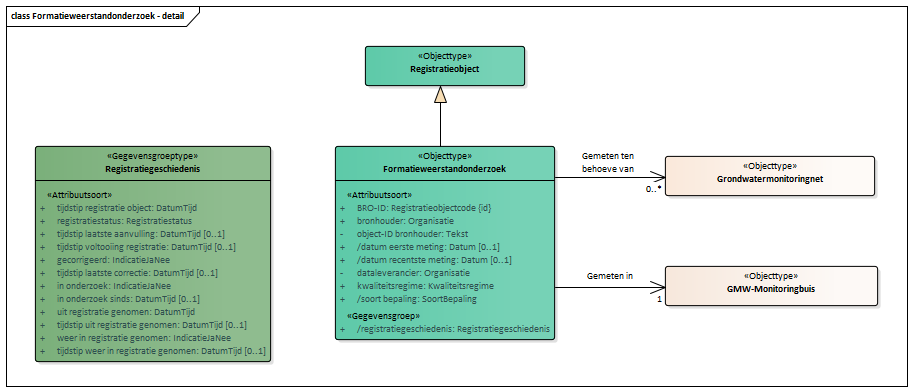 class Formatieweerstandonderzoek - detail
«Objecttype»
Registratieobject
«Gegevensgroeptype»
Registratiegeschiedenis
«Attribuutsoort»
+ tijdstip registratie object: DatumTijd
+ registratiestatus: Registratiestatus
+ tijdstip laatste aanvulling: DatumTijd [0..1]
+ tijdstip voltooiing registratie: DatumTijd [0..1]
+ gecorrigeerd: IndicatieJaNee
+ tijdstip laatste correctie: DatumTijd [0..1]
+ in onderzoek: IndicatieJaNee
+ in onderzoek sinds: DatumTijd [0..1]
+ uit registratie genomen: DatumTijd
+ tijdstip uit registratie genomen: DatumTijd [0..1]
+ weer in registratie genomen: IndicatieJaNee
+ tijdstip weer in registratie genomen: DatumTijd [0..1]
«Objecttype»
Formatieweerstandonderzoek
«Attribuutsoort»
+ BRO-ID: Registratieobjectcode {id}
+ bronhouder: Organisatie
- object-ID bronhouder: Tekst
+ /datum eerste meting: Datum [0..1]
+ /datum recentste meting: Datum [0..1]
- dataleverancier: Organisatie
+ kwaliteitsregime: Kwaliteitsregime
+ /soort bepaling: SoortBepaling
«Gegevensgroep»
+ /registratiegeschiedenis: Registratiegeschiedenis
Gemeten ten
behoeve van
0..*
«Objecttype»
Grondwatermonitoringnet
Gemeten in
1
«Objecttype»
GMW-Monitoringbuis